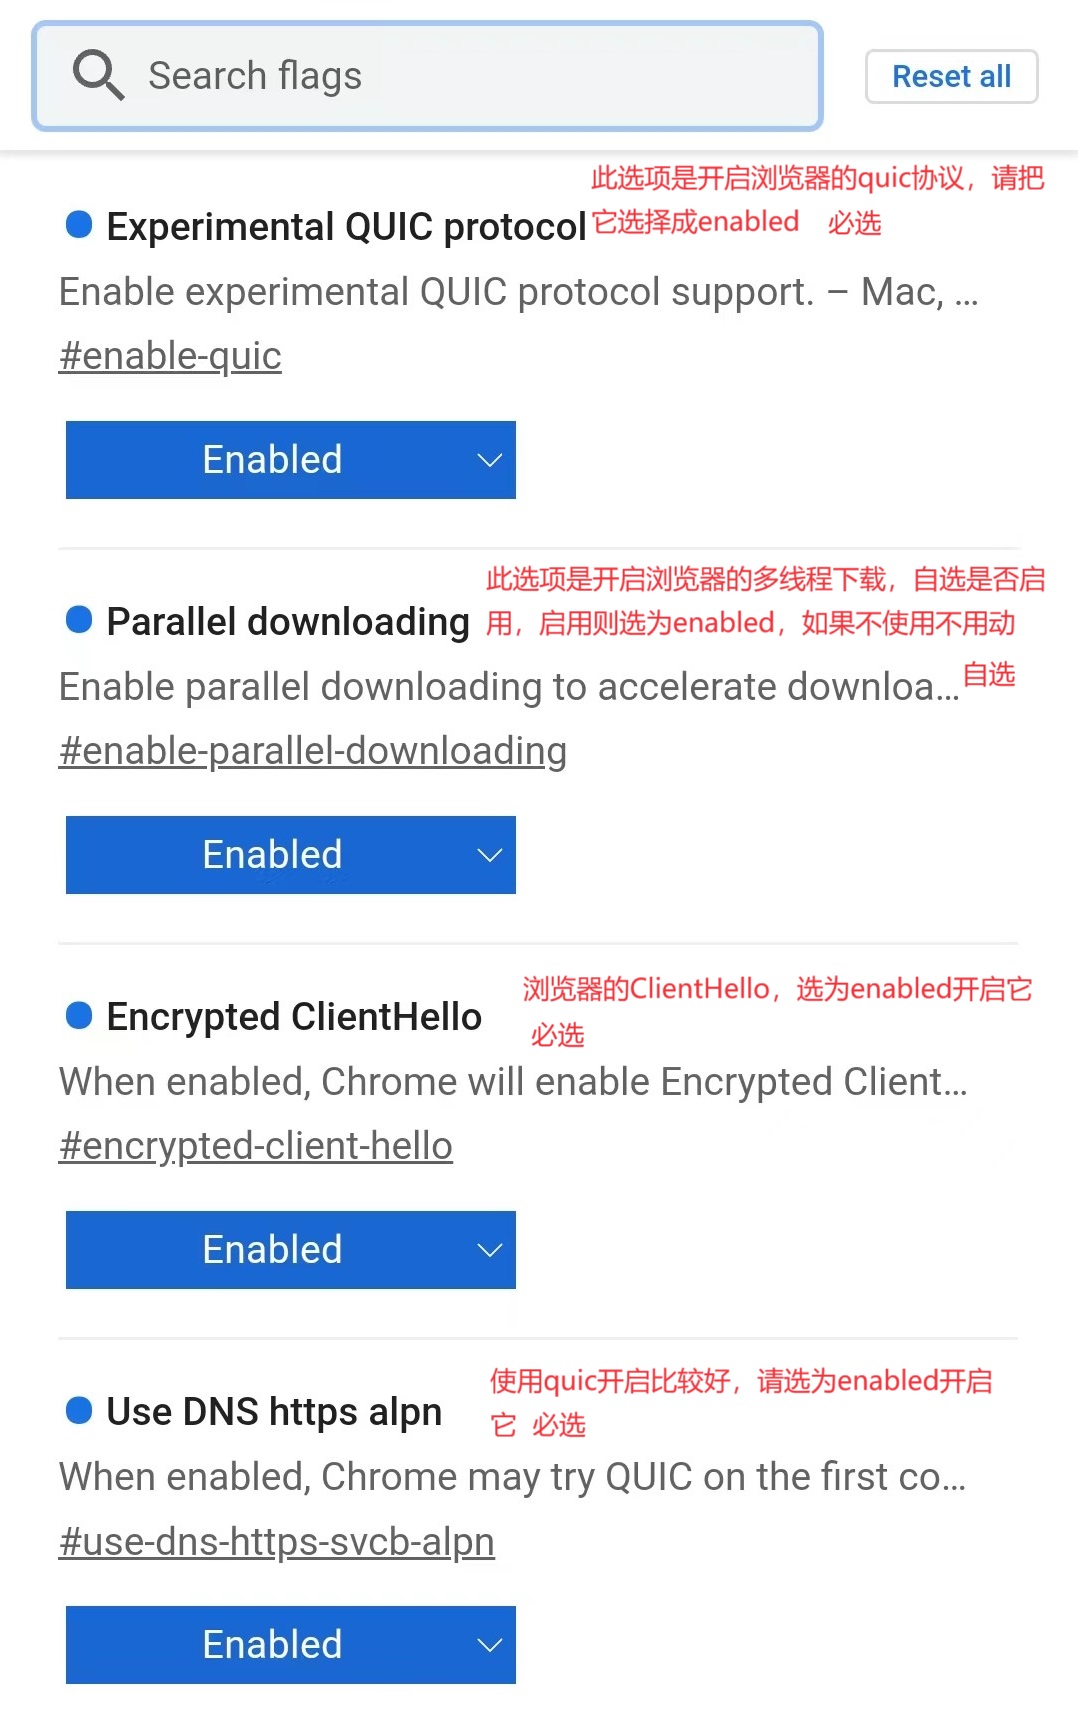 Search flags
Reset all
此选项是开启浏览器的quic协议，请把
它选择成enabled 必选
Experimental QUIC protocol
Enable experimental QUIC protocol support. – Mac, ...
#enable-quic
Enabled
此选项是开启浏览器的多线程下载，自选是否启
用，启用则选为enabled，如果不使用不用动
自选
Parallel downloading
Enable parallel downloading to accelerate downloa...
#enable-parallel-downloading
Enabled
浏览器的ClientHello，选为enabled开启它
必选
Encrypted ClientHello
When enabled, Chrome will enable Encrypted Client...
#encrypted-client-hello
Enabled
使用quic开启比较好，请选为enabled开启
它 必选
Use DNS https alpn
When enabled, Chrome may try QUIC on the first co...
#use-dns-https-svcb-alpn
Enabled